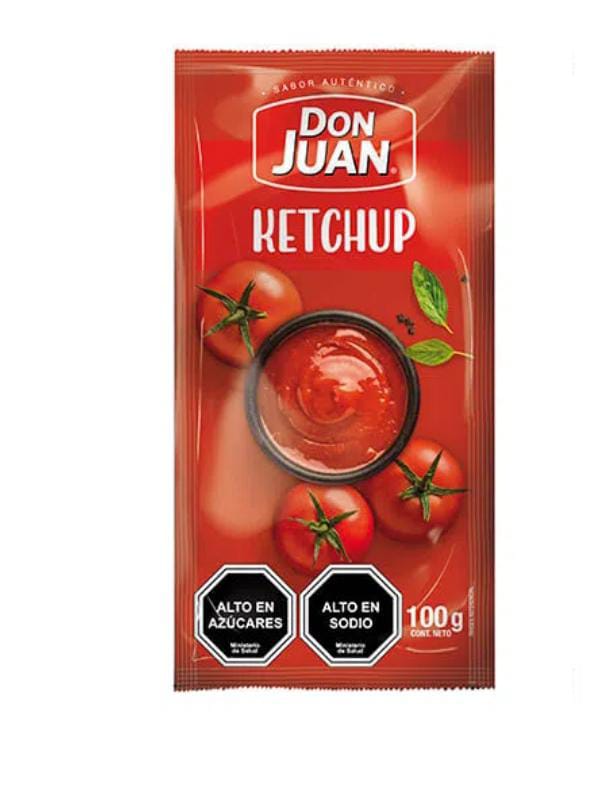 • SABOR AUTÉNTICO •
DON
JUAN®
KETCHUP
ALTO EN
AZÚCARES
Ministerio
de Salud
ALTO EN
SODIO
Ministerio
de Salud
100 g
CONT. NETO